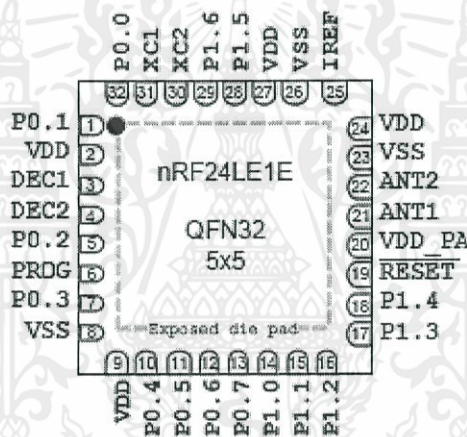 P0.0 XC1 XC2 P1.6 P1.5 VDD VSS IREF
32 31 30 29 28 27 26 25
P0.1 1 24 VDD
VDD 2 23 VSS
DEC1 3 22 ANT2
DEC2 4 21 ANT1
P0.2 5 20 VDD_PA
PRDG 6 19 RESET
P0.3 7 18 P1.4
VSS 8 17 P1.3
nRF24LE1E
QFN32
5x5
Exposed die pad
9 10 11 12 13 14 15 16
VDD P0.4 P0.5 P0.6 P0.7 P1.0 P1.1 P1.2